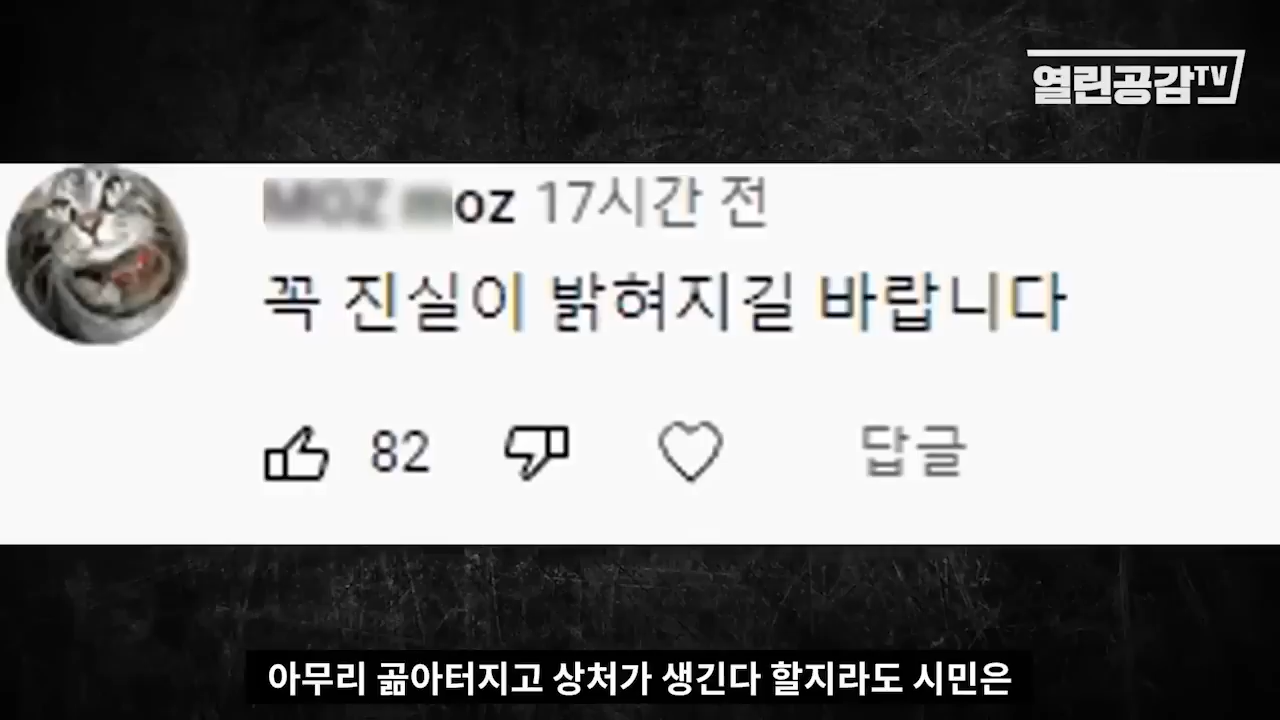 열린공감TV
oz 17시간 전
꼭 진실이 밝혀지길 바랍니다
82
답글
아무리 곪아터지고 상처가 생긴다 할지라도 시민은